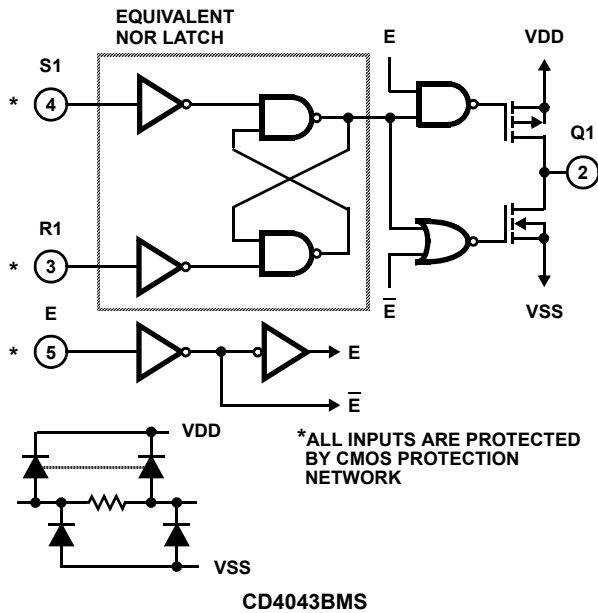 EQUIVALENT
NOR LATCH
S1
* 4
R1
* 3
E
* 5
E
VDD
Q1
2
E̅
VSS
E
E̅
VDD
VSS
*ALL INPUTS ARE PROTECTED
BY CMOS PROTECTION
NETWORK
CD4043BMS